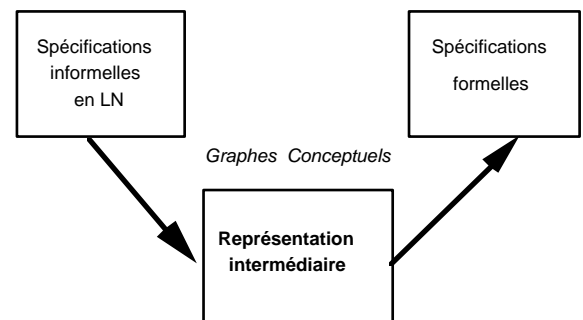 Spécifications
informelles
en LN
Spécifications
formelles
Graphes Conceptuels
Représentation
intermédiaire